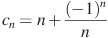 c_n = n + \frac{(-1)^n}{n}